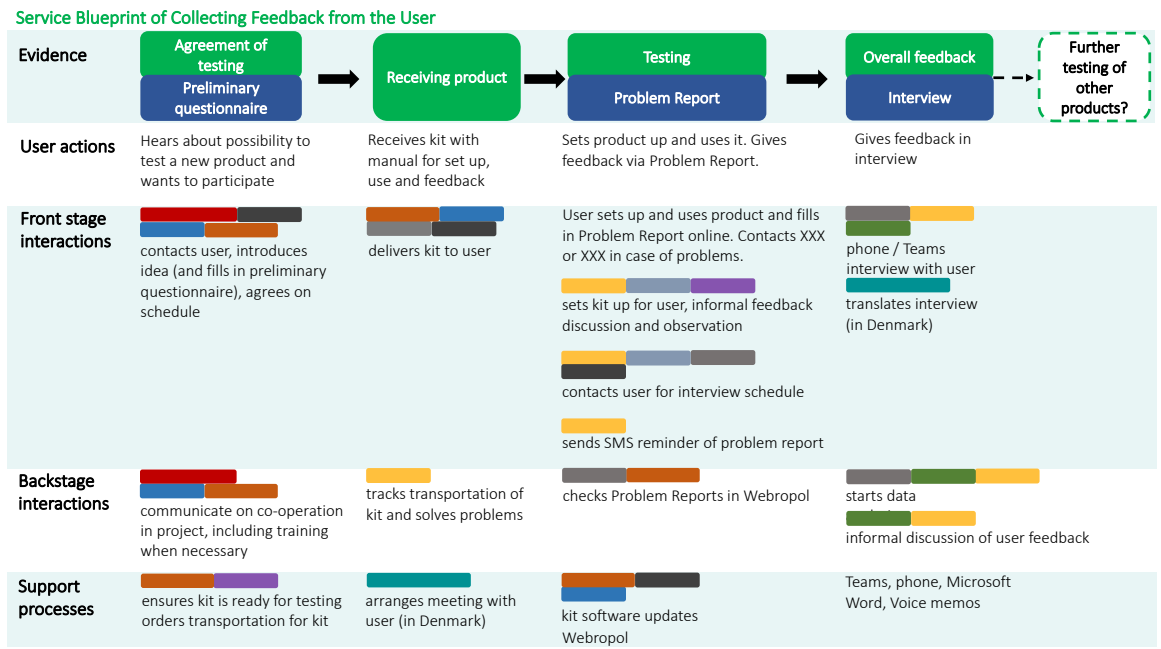 Service Blueprint of Collecting Feedback from the User
Evidence
Agreement of
testing
Preliminary
questionnaire
Receiving product
Testing
Problem Report
Overall feedback
Interview
Further
testing of
other
products?
User actions
Hears about possibility to
test a new product and
wants to participate
Receives kit with
manual for set up,
use and feedback
Sets product up and uses it. Gives
feedback via Problem Report.
Gives feedback in
interview
Front stage
interactions
contacts user, introduces
idea (and fills in preliminary
questionnaire), agrees on
schedule
delivers kit to user
User sets up and uses product and fills
in Problem Report online. Contacts XXX
or XXX in case of problems.
sets kit up for user, informal feedback
discussion and observation
contacts user for interview schedule
sends SMS reminder of problem report
phone / Teams
interview with user
translates interview
(in Denmark)
Backstage
interactions
communicate on co-operation
in project, including training
when necessary
tracks transportation of
kit and solves problems
checks Problem Reports in Webropol
starts data
informal discussion of user feedback
Support
processes
ensures kit is ready for testing
orders transportation for kit
arranges meeting with
user (in Denmark)
kit software updates
Webropol
Teams, phone, Microsoft
Word, Voice memos